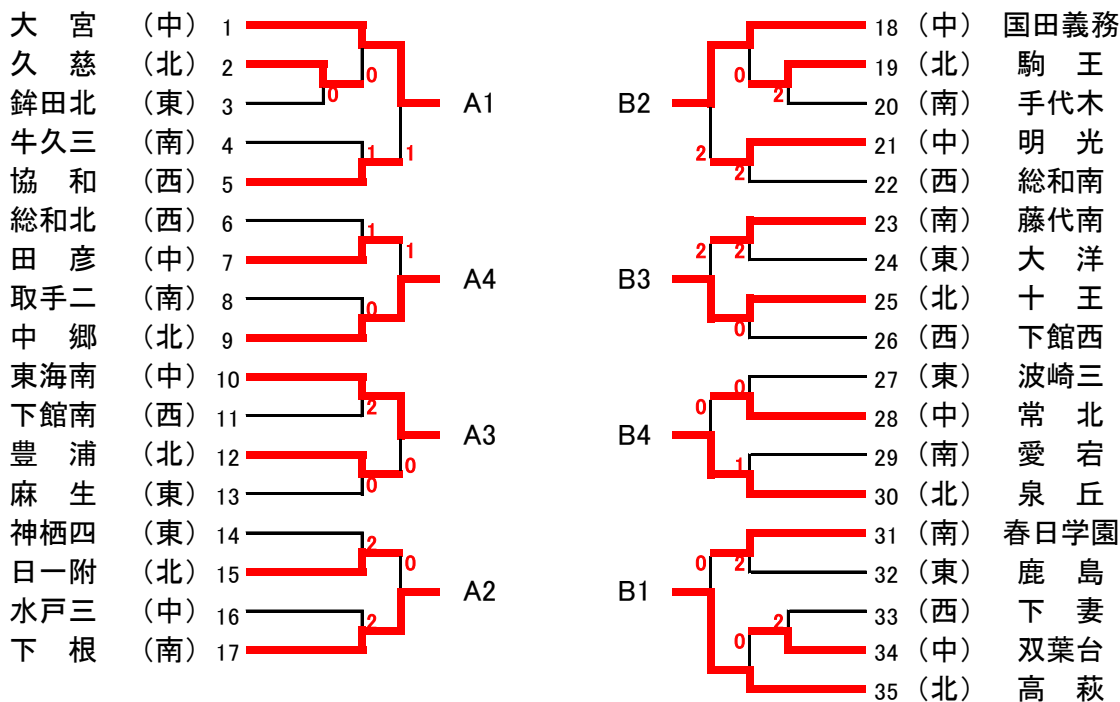 大 宮 （中） 1
久 慈 （北） 2
0
0
鉾田北 （東） 3
A1
牛久三 （南） 4
1
1
協 和 （西） 5
総和北 （西） 6
1
1
田 彦 （中） 7
A4
取手二 （南） 8
0
中 郷 （北） 9
東海南 （中） 10
2
下館南 （西） 11
A3
豊 浦 （北） 12
0
0
麻 生 （東） 13
神栖四 （東） 14
2
0
日一附 （北） 15
A2
水戸三 （中） 16
2
下 根 （南） 17
18 （中） 国田義務
0
19 （北） 駒 王
2
B2
20 （南） 手代木
21 （中） 明 光
2
2
22 （西） 総和南
23 （南） 藤代南
2
2
24 （東） 大 洋
B3
25 （北） 十 王
0
26 （西） 下館西
27 （東） 波崎三
0
0
28 （中） 常 北
B4
29 （南） 愛 宕
1
30 （北） 泉 丘
31 （南） 春日学園
0
2
32 （東） 鹿 島
B1
33 （西） 下 妻
2
0
34 （中） 双葉台
35 （北） 高 萩